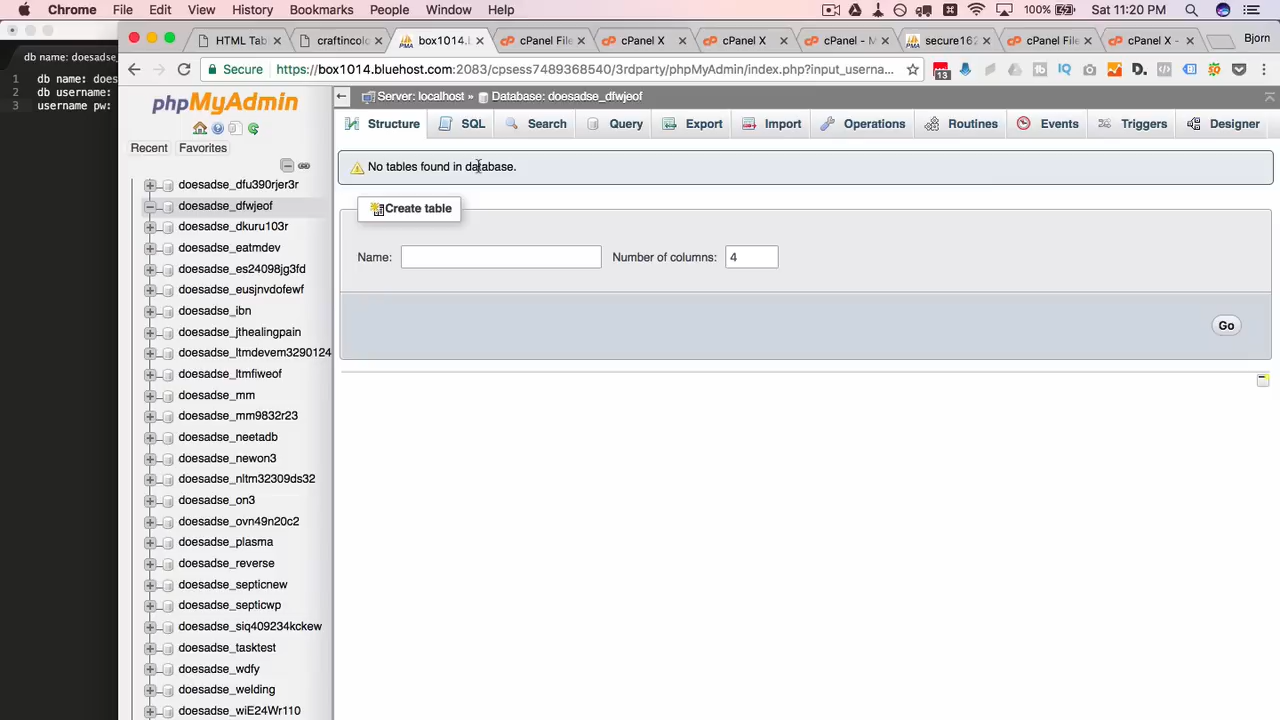 Chrome File Edit View History Bookmarks People Window Help 100% Sat 11:20 PM
HTML Tab craftincolo box1014.b cPanel File cPanel X cPanel X cPanel - M secure162 cPanel File cPanel X - Bjorn
db name: doesadse_
Secure https://box1014.bluehost.com:2083/cpsess7489368540/3rdparty/phpMyAdmin/index.php?input_userna... 13
1 db name: does
2 db username:
3 username pw:
phpMyAdmin
Server: localhost » Database: doesadse_dfwjeof
Structure SQL Search Query Export Import Operations Routines Events Triggers Designer
Recent Favorites
No tables found in database.
Create table
Name: Number of columns: 4
Go
doesadse_dfu390rjer3r
doesadse_dfwjeof
doesadse_dkuru103r
doesadse_eatmdev
doesadse_es24098jg3fd
doesadse_eusjnvdofewf
doesadse_ibn
doesadse_jthealingpain
doesadse_ltmdevem3290124
doesadse_ltmfiweof
doesadse_mm
doesadse_mm9832r23
doesadse_neetadb
doesadse_newon3
doesadse_nltm32309ds32
doesadse_on3
doesadse_ovn49n20c2
doesadse_plasma
doesadse_reverse
doesadse_septicnew
doesadse_septicwp
doesadse_siq409234kckew
doesadse_tasktest
doesadse_wdfy
doesadse_welding
doesadse_wiE24Wr110